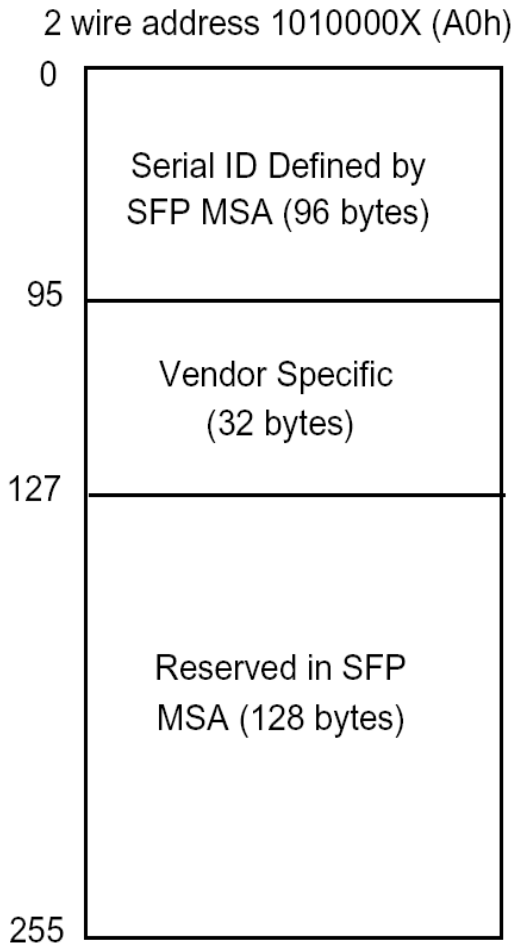 2 wire address 1010000X (A0h)
0
Serial ID Defined by
SFP MSA (96 bytes)
95
Vendor Specific
(32 bytes)
127
Reserved in SFP
MSA (128 bytes)
255